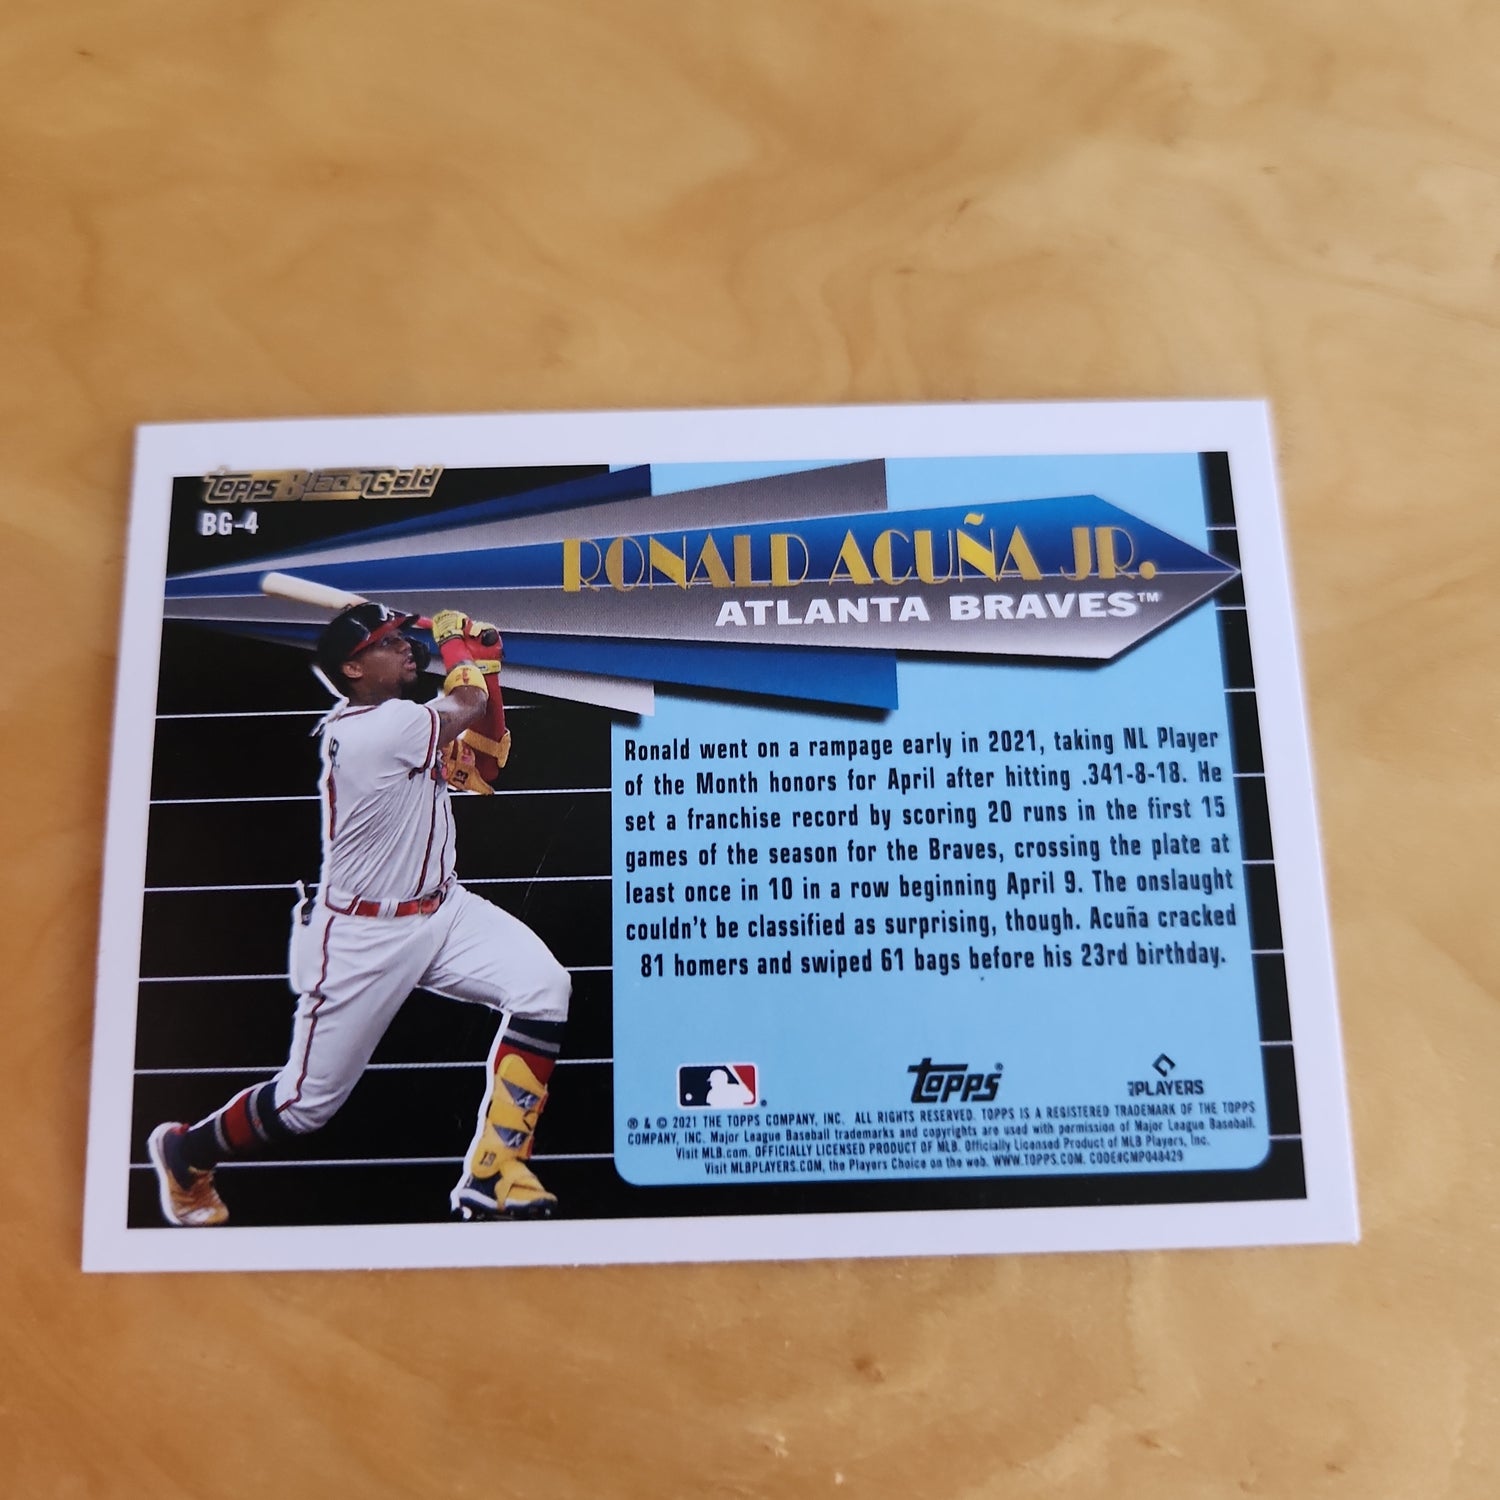 Topps Black Gold
BG-4
RONALD ACUÑA JR.
ATLANTA BRAVES™
Ronald went on a rampage early in 2021, taking NL Player
of the Month honors for April after hitting .341-8-18. He
set a franchise record by scoring 20 runs in the first 15
games of the season for the Braves, crossing the plate at
least once in 10 in a row beginning April 9. The onslaught
couldn't be classified as surprising, though. Acuña cracked
81 homers and swiped 61 bags before his 23rd birthday.
topps®
PLAYERS
® & © 2021 THE TOPPS COMPANY, INC. ALL RIGHTS RESERVED. TOPPS IS A REGISTERED TRADEMARK OF THE TOPPS
COMPANY, INC. Major League Baseball trademarks and copyrights are used with permission of Major League Baseball.
Visit MLB.com. OFFICIALLY LICENSED PRODUCT OF MLB. Officially Licensed Product of MLB Players, Inc.
Visit MLBPLAYERS.COM, the Players Choice on the web. WWW.TOPPS.COM. CODE#CMP048429
13
13